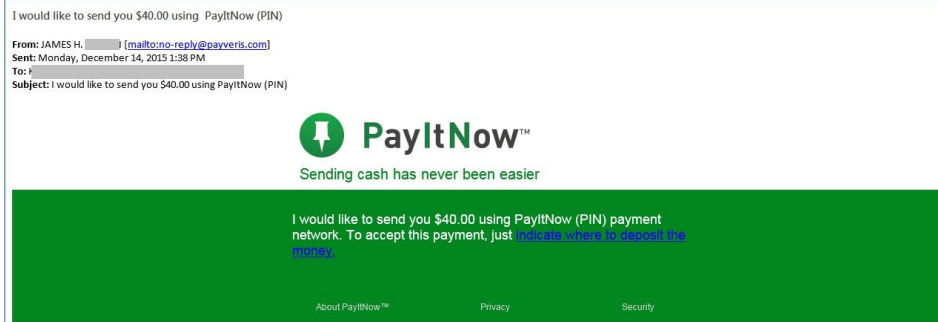 I would like to send you $40.00 using PayItNow (PIN)
From: JAMES H. [mailto:no-reply@payveris.com]
Sent: Monday, December 14, 2015 1:38 PM
To:
Subject: I would like to send you $40.00 using PayItNow (PIN)
PayItNow™
Sending cash has never been easier
I would like to send you $40.00 using PayItNow (PIN) payment
network. To accept this payment, just indicate where to deposit the
money.
About PayItNow™ Privacy Security